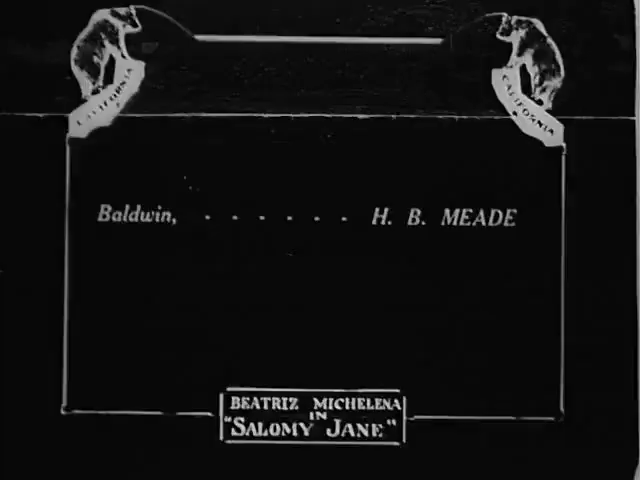 CALIFORNIA
CALIFORNIA
Baldwin, . . . . . . H. B. MEADE
BEATRIZ MICHELENA
IN
"SALOMY JANE"